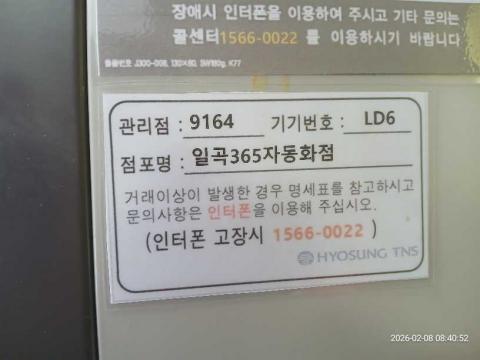 장애시 인터폰을 이용하여 주시고 기타 문의는
콜센터1566-0022 를 이용하시기 바랍니다
관리점 : 9164 기기번호 : LD6
점포명 : 일곡365자동화점
거래이상이 발생한 경우 명세표를 참고하시고
문의사항은 인터폰을 이용해 주십시오.
(인터폰 고장시 1566-0022 )
HYOSUNG TNS
2026-02-08 08:40:52